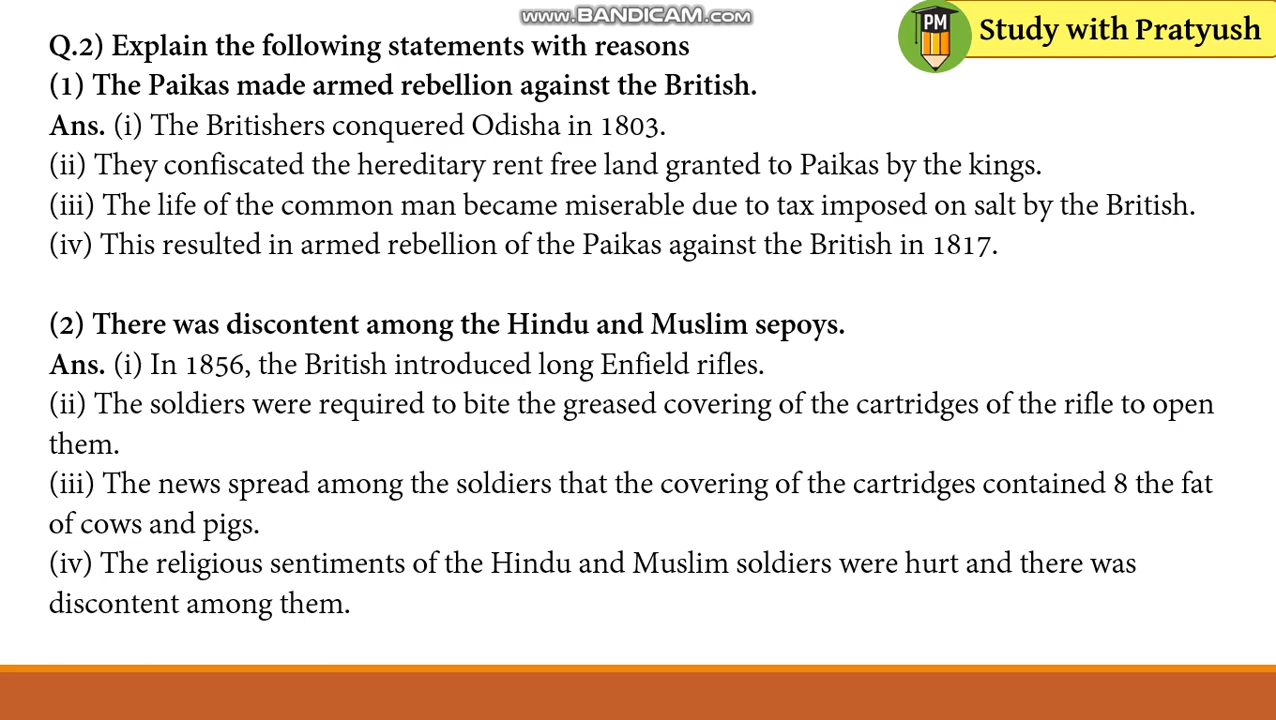 www.BANDICAM.com
PM
Study with Pratyush
Q.2) Explain the following statements with reasons
(1) The Paikas made armed rebellion against the British.
Ans. (i) The Britishers conquered Odisha in 1803.
(ii) They confiscated the hereditary rent free land granted to Paikas by the kings.
(iii) The life of the common man became miserable due to tax imposed on salt by the British.
(iv) This resulted in armed rebellion of the Paikas against the British in 1817.
(2) There was discontent among the Hindu and Muslim sepoys.
Ans. (i) In 1856, the British introduced long Enfield rifles.
(ii) The soldiers were required to bite the greased covering of the cartridges of the rifle to open
them.
(iii) The news spread among the soldiers that the covering of the cartridges contained 8 the fat
of cows and pigs.
(iv) The religious sentiments of the Hindu and Muslim soldiers were hurt and there was
discontent among them.